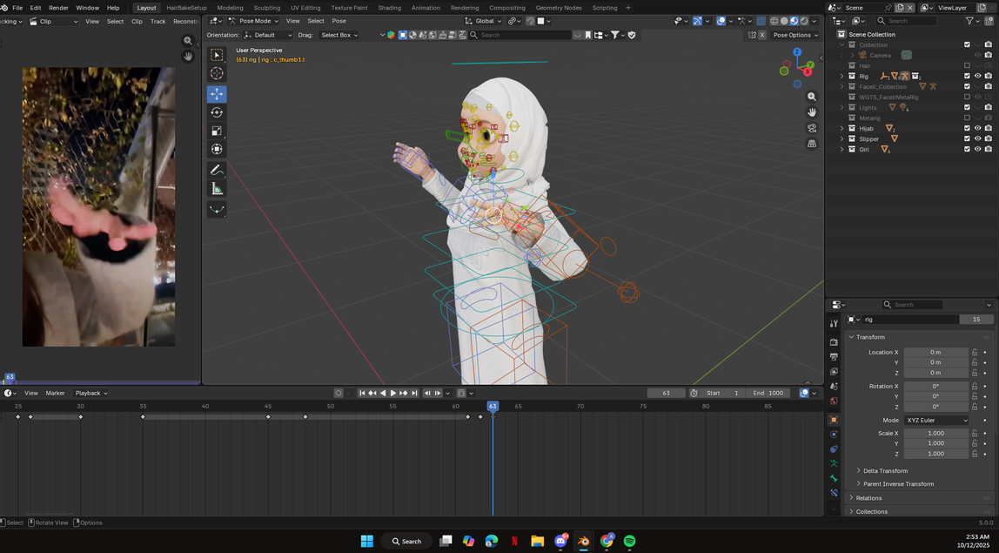 File Edit Render Window Help Layout HairBakeSetup Modeling Sculpting UV Editing Texture Paint Shading Animation Rendering Compositing Geometry Nodes Scripting + Scene ViewLayer
cking Clip View Select Clip Track Reconstr Pose Mode View Select Pose Global Search
Orientation: Default Drag: Select Box Search X Pose Options
User Perspective
(63) rig | rig : c_thumb1.l
Z
Y
X
Scene Collection
Collection
Camera
Hair
Rig 2
FaceIt_Collection
WGTS_FaceitMetaRig
Lights 4
Metarig
Hijab 2
Slipper
Girl
Search
rig 15
Transform
Location X 0 m
Y 0 m
Z 0 m
Rotation X 0°
Y 0°
Z 0°
Mode XYZ Euler
Scale X 1.000
Y 1.000
Z 1.000
Delta Transform
Parent Inverse Transform
Relations
Collections
63
View Marker Playback 63 Start 1 End 1000
25 30 35 40 45 50 55 60 63 65 70 75 80 85
Select Rotate View Options 5.0.0
Search
2:53 AM
10/12/2025